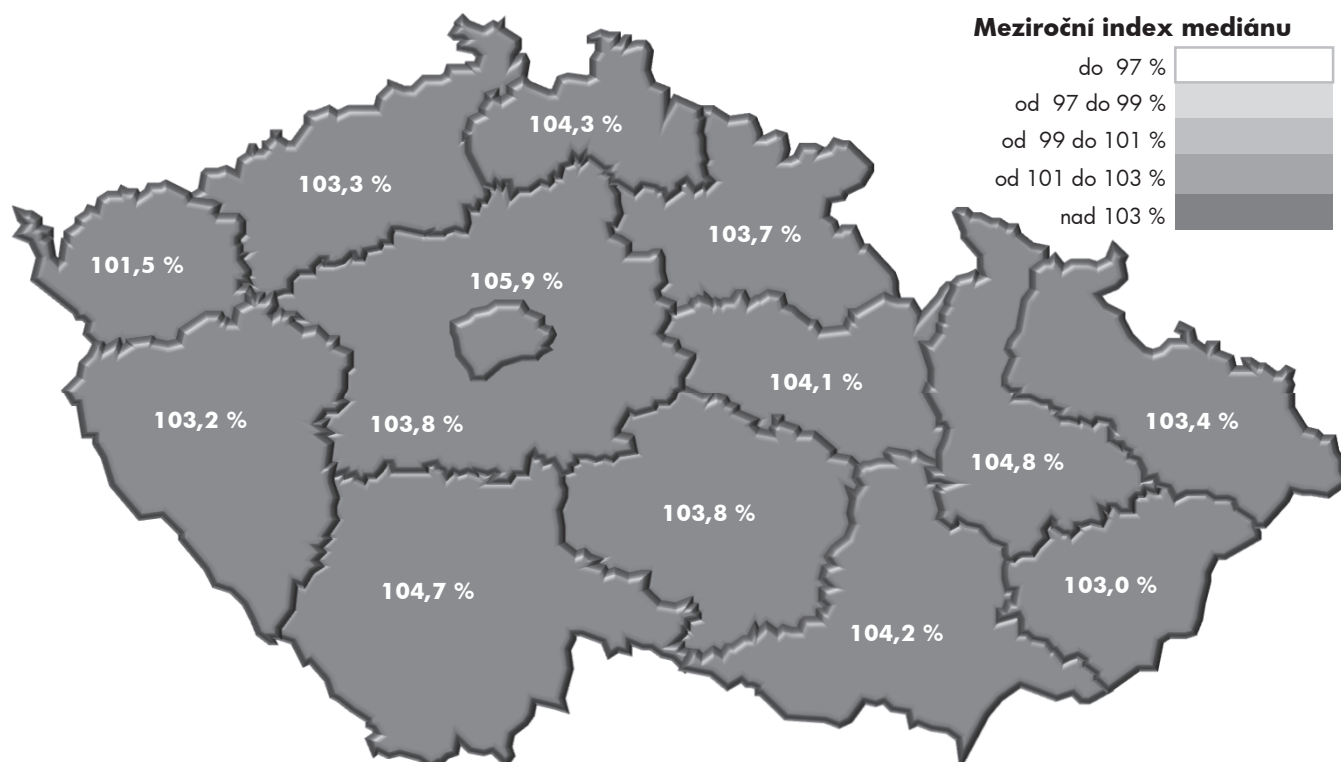 Meziroční index mediánu
do 97 %
od 97 do 99 %
od 99 do 101 %
od 101 do 103 %
nad 103 %
104,3 %
103,3 %
103,7 %
101,5 %
105,9 %
104,1 %
103,2 %
103,8 %
103,4 %
104,8 %
103,8 %
104,7 %
103,0 %
104,2 %